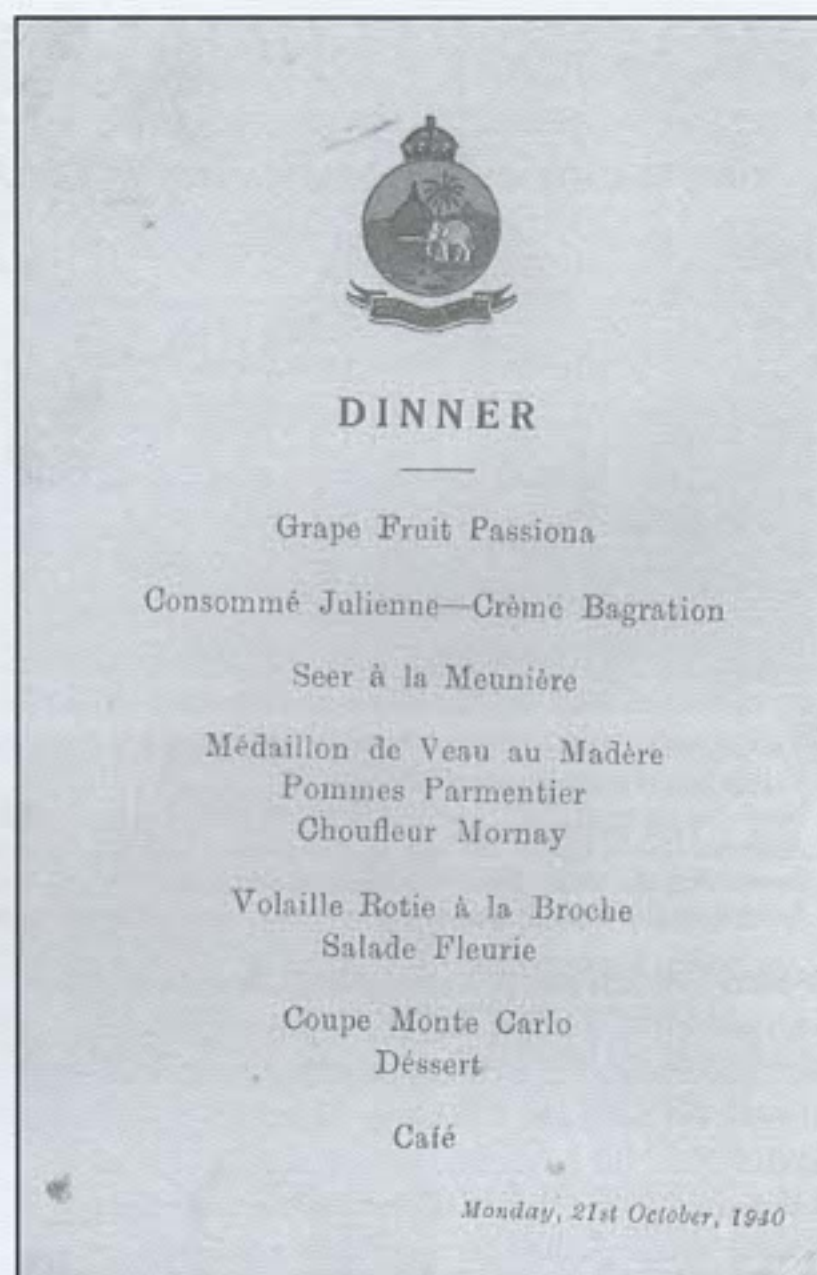 DINNER
Grape Fruit Passiona
Consommé Julienne—Crème Bagration
Seer à la Meunière
Médaillon de Veau au Madère
Pommes Parmentier
Choufleur Mornay
Volaille Rotie à la Broche
Salade Fleurie
Coupe Monte Carlo
Déssert
Café
Monday, 21st October, 1940